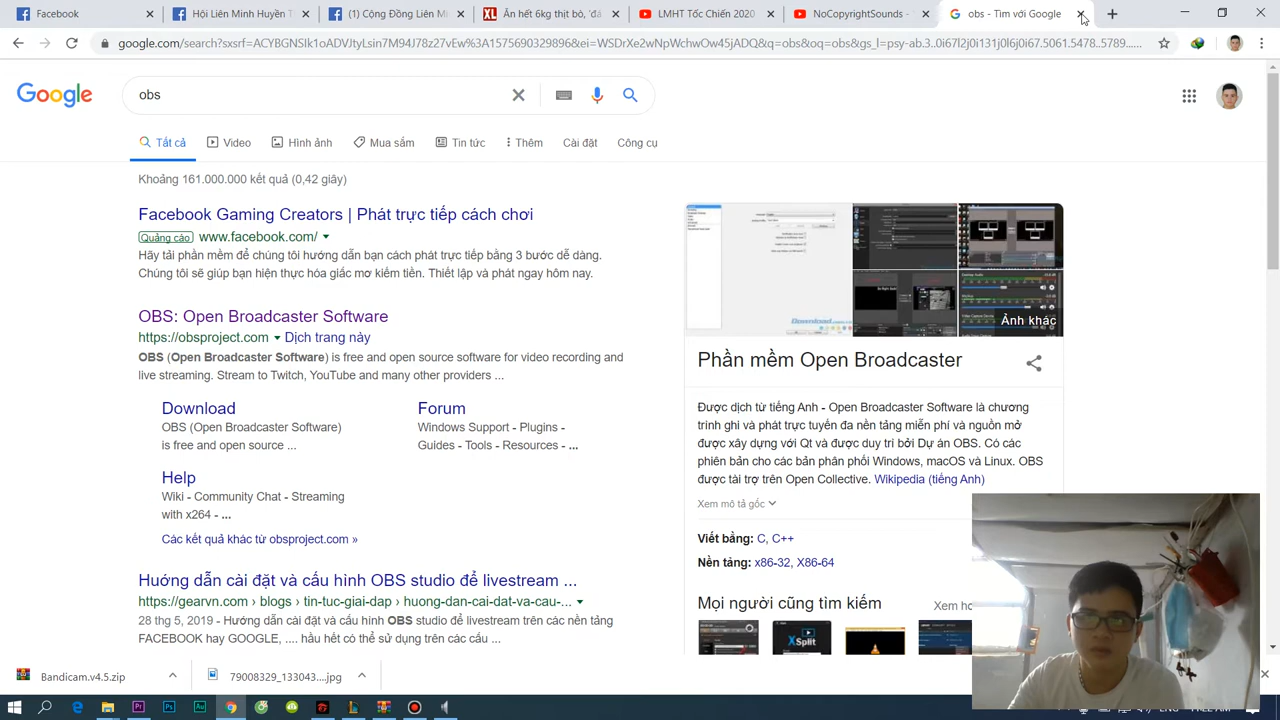 (
Hội Liên Minh Huyền T
(2) Cộng Đồng Liên M
XL Ăn hết 6kg thịt bò, 'đả
LMHT Tốc Chiến 2020
NoCopyrightSounds -
obs - Tìm với Google
google.com/search?sxsrf=ACYBGNSIk1oADVJtyLsin7M94J78z27vEw%3A1575690329896&ei=WSDrXe2wNpWchwOw45jADQ&q=obs&oq=obs&gs_l=psy-ab.3..0i67l2j0i131j0l6j0i67.5061.5478..5789...
Google
obs
Tất cả
Video
Hình ảnh
Mua sắm
Tin tức
Thêm
Cài đặt
Công cụ
Khoảng 161.000.000 kết quả (0,42 giây)
Facebook Gaming Creators | Phát trực tiếp cách chơi
Hãy tải phần mềm để chúng tôi hướng dẫn bạn cách phát trực tiếp bằng 3 bước dễ dàng.
Chúng tôi sẽ giúp bạn thu hút fan hâm mộ kiếm tiền. Thiết lập và phát ngay hôm nay.
OBS: Open Broadcaster Software
https://obsproject.com Dịch trang này
OBS (Open Broadcaster Software) is free and open source software for video recording and
live streaming. Stream to Twitch, YouTube and many other providers ...
Download
OBS (Open Broadcaster Software)
is free and open source ...
Forum
Windows Support - Plugins -
Guides - Tools - Resources - ...
Help
Wiki - Community Chat - Streaming
with x264 - ...
Các kết quả khác từ obsproject.com »
Hướng dẫn cài đặt và cấu hình OBS studio để livestream ...
https://gearvn.com › blogs › tin-tuc-giai-dap › huong-dan-cai-dat-va-cau-...
28 thg 5, 2019 - Hướng dẫn cài đặt và cấu hình OBS studio để livestream trên các nền tảng
FACEBOOK hay GOOGLE, .... hầu hết có thể sử dụng trên các cấu ...
Ảnh khác
Phần mềm Open Broadcaster
Được dịch từ tiếng Anh - Open Broadcaster Software là chương
trình ghi và phát trực tuyến đa nền tảng miễn phí và nguồn mở
được xây dựng với Qt và được duy trì bởi Dự án OBS. Có các
phiên bản cho các bản phân phối Windows, macOS và Linux. OBS
được tài trợ trên Open Collective. Wikipedia (tiếng Anh)
Xem mô tả gốc
Viết bằng: C, C++
Nền tảng: x86-32, X86-64
Mọi người cũng tìm kiếm
Xem
XSplit
Bandicam.v4.5.zip
.jpg
ENG